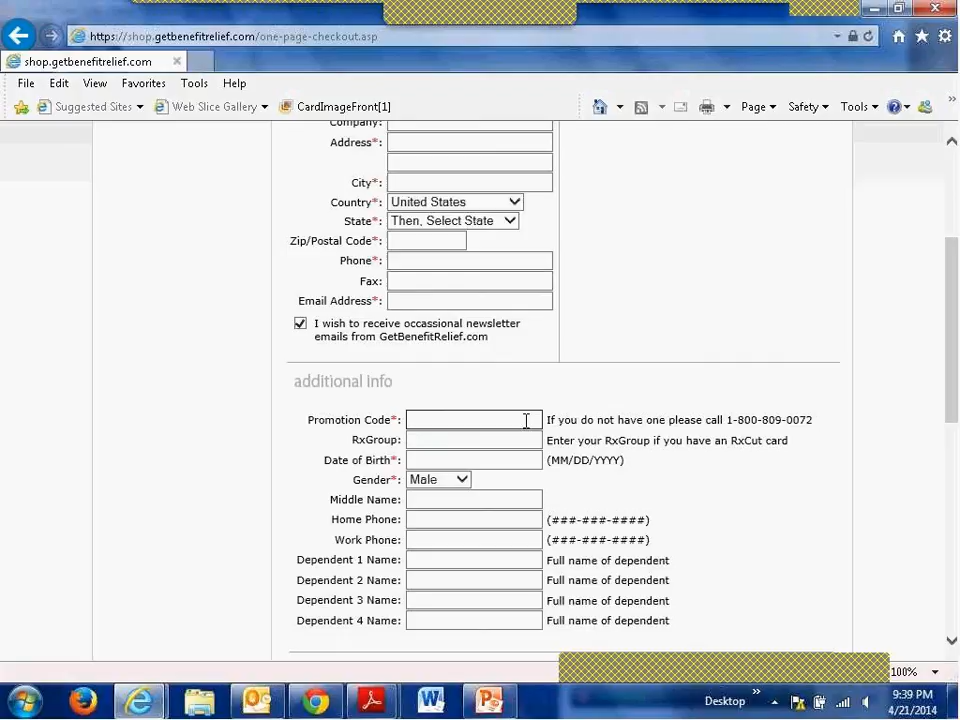 https://shop.getbenefitrelief.com/one-page-checkout.asp
shop.getbenefitrelief.com
File Edit View Favorites Tools Help
Suggested Sites Web Slice Gallery CardImageFront[1] Page Safety Tools
Company:
Address*:
City*:
Country*: United States
State*: Then, Select State
Zip/Postal Code*:
Phone*:
Fax:
Email Address*:
I wish to receive occassional newsletter
emails from GetBenefitRelief.com
additional info
Promotion Code*: If you do not have one please call 1-800-809-0072
RxGroup: Enter your RxGroup if you have an RxCut card
Date of Birth*: (MM/DD/YYYY)
Gender*: Male
Middle Name:
Home Phone: (###-###-####)
Work Phone: (###-###-####)
Dependent 1 Name: Full name of dependent
Dependent 2 Name: Full name of dependent
Dependent 3 Name: Full name of dependent
Dependent 4 Name: Full name of dependent
100%
Desktop
9:39 PM
4/21/2014